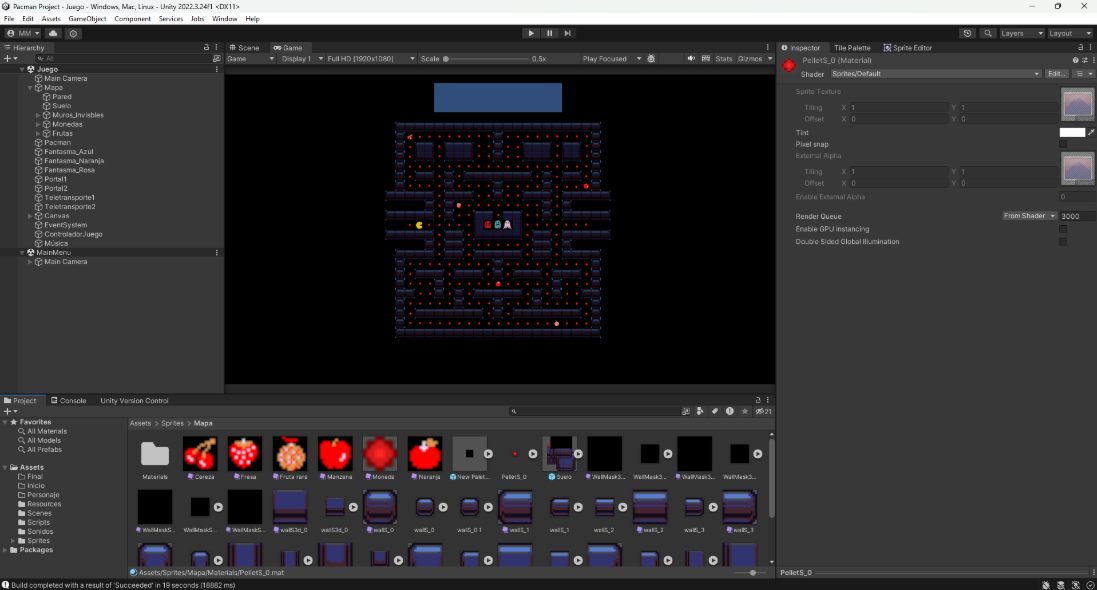 Pacman Project - Juego - Windows, Mac, Linux - Unity 2022.3.24f1 <DX11>
File Edit Assets GameObject Component Services Jobs Window Help
MM Layers Layout
Hierarchy
All
Juego
Main Camera
Mapa
Pared
Suelo
Muros_Invisbles
Monedas
Frutas
Pacman
Fantasma_Azul
Fantasma_Naranja
Fantasma_Rosa
Portal1
Portal2
Teletransporte1
Teletransporte2
Canvas
EventSystem
ControladorJuego
Música
MainMenu
Main Camera
Scene Game
Game Display 1 Full HD (1920x1080) Scale 0.5x Play Focused Stats Gizmos
Inspector Tile Palette Sprite Editor
PelletS_0 (Material)
Shader Sprites/Default Edit...
Sprite Texture
Tiling X 1 Y 1
Offset X 0 Y 0
Select
Tint
Pixel snap
External Alpha
Tiling X 1 Y 1
Offset X 0 Y 0
Select
Enable External Alpha 0
Render Queue From Shader 3000
Enable GPU Instancing
Double Sided Global Illumination
Project Console Unity Version Control
21
Favorites
All Materials
All Models
All Prefabs
Assets
Final
Inicio
Personaje
Resources
Scenes
Scripts
Sonidos
Sprites
Packages
Assets > Sprites > Mapa
Materials Cereza Fresa Fruta rara Manzana Moneda Naranja New Palet... PelletS_0 Suelo WallMask3... WallMask3... WallMask3... WallMaskS...
WallMaskS... WallMaskS... WallMaskS... wall3d_0 wallS3d_0 wallS_0 wallS_0 wallS_0 1 wallS_1 wallS_1 wallS_2 wallS_2 wallS_3 wallS_3
Assets/Sprites/Mapa/Materials/PelletS_0.mat
PelletS_0
Build completed with a result of 'Succeeded' in 19 seconds (18882 ms)